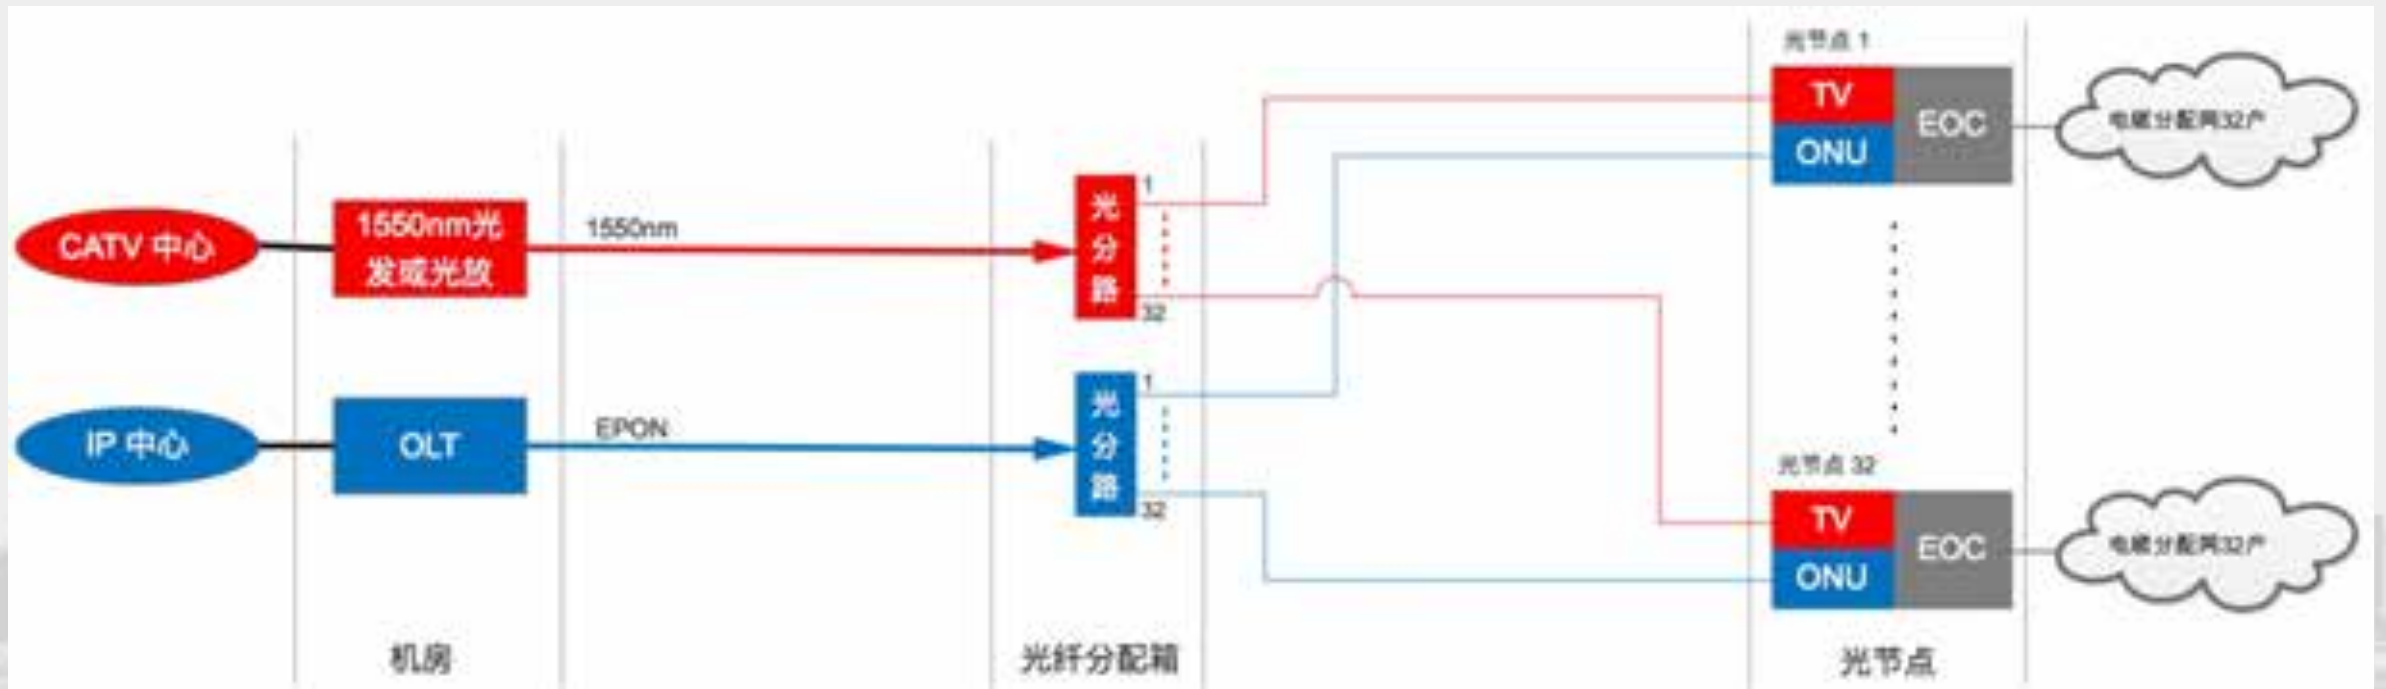 光节点 1
TV
ONU
EOC
电缆分配网32户
CATV 中心
1550nm光
发或光放
1550nm
光分路
1
32
IP 中心
OLT
EPON
光分路
1
32
光节点 32
TV
ONU
EOC
电缆分配网32户
机房
光纤分配箱
光节点